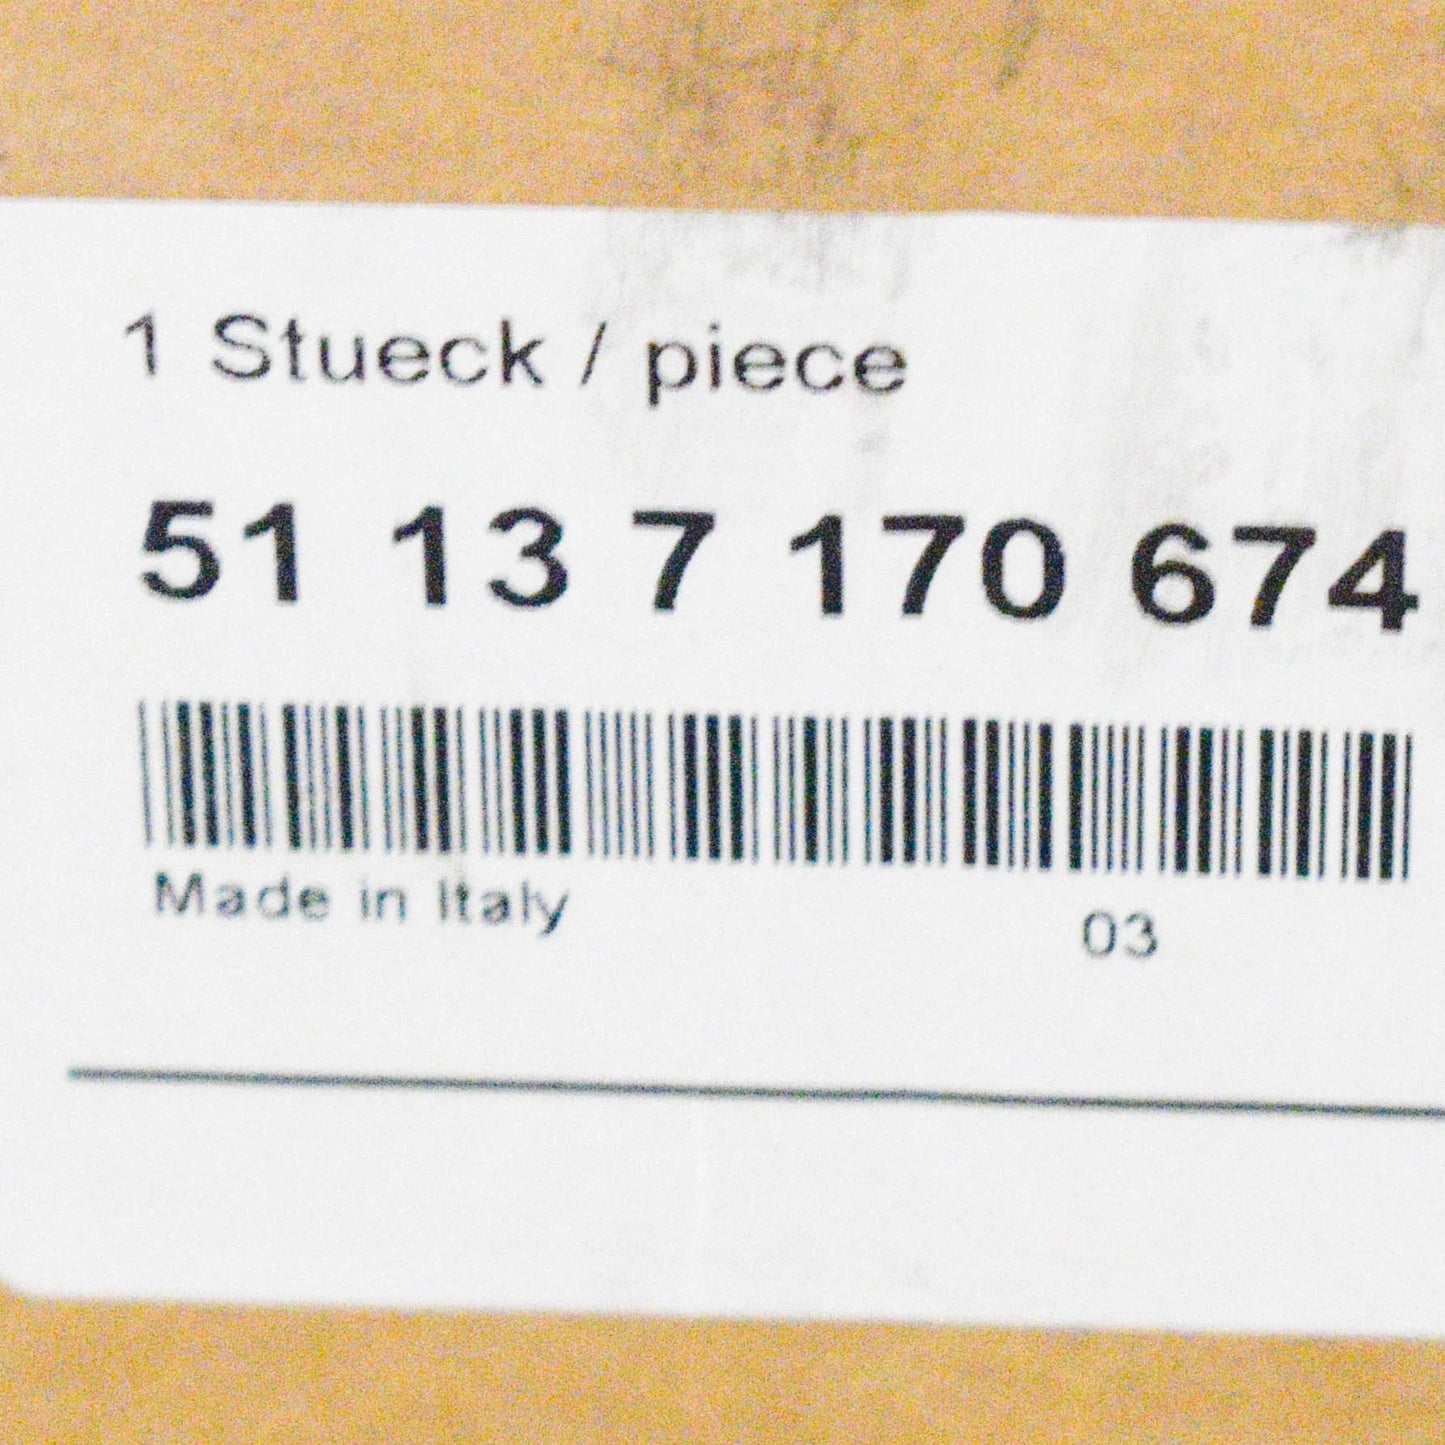 1 Stueck / piece
51 13 7 170 674
Made in Italy 03